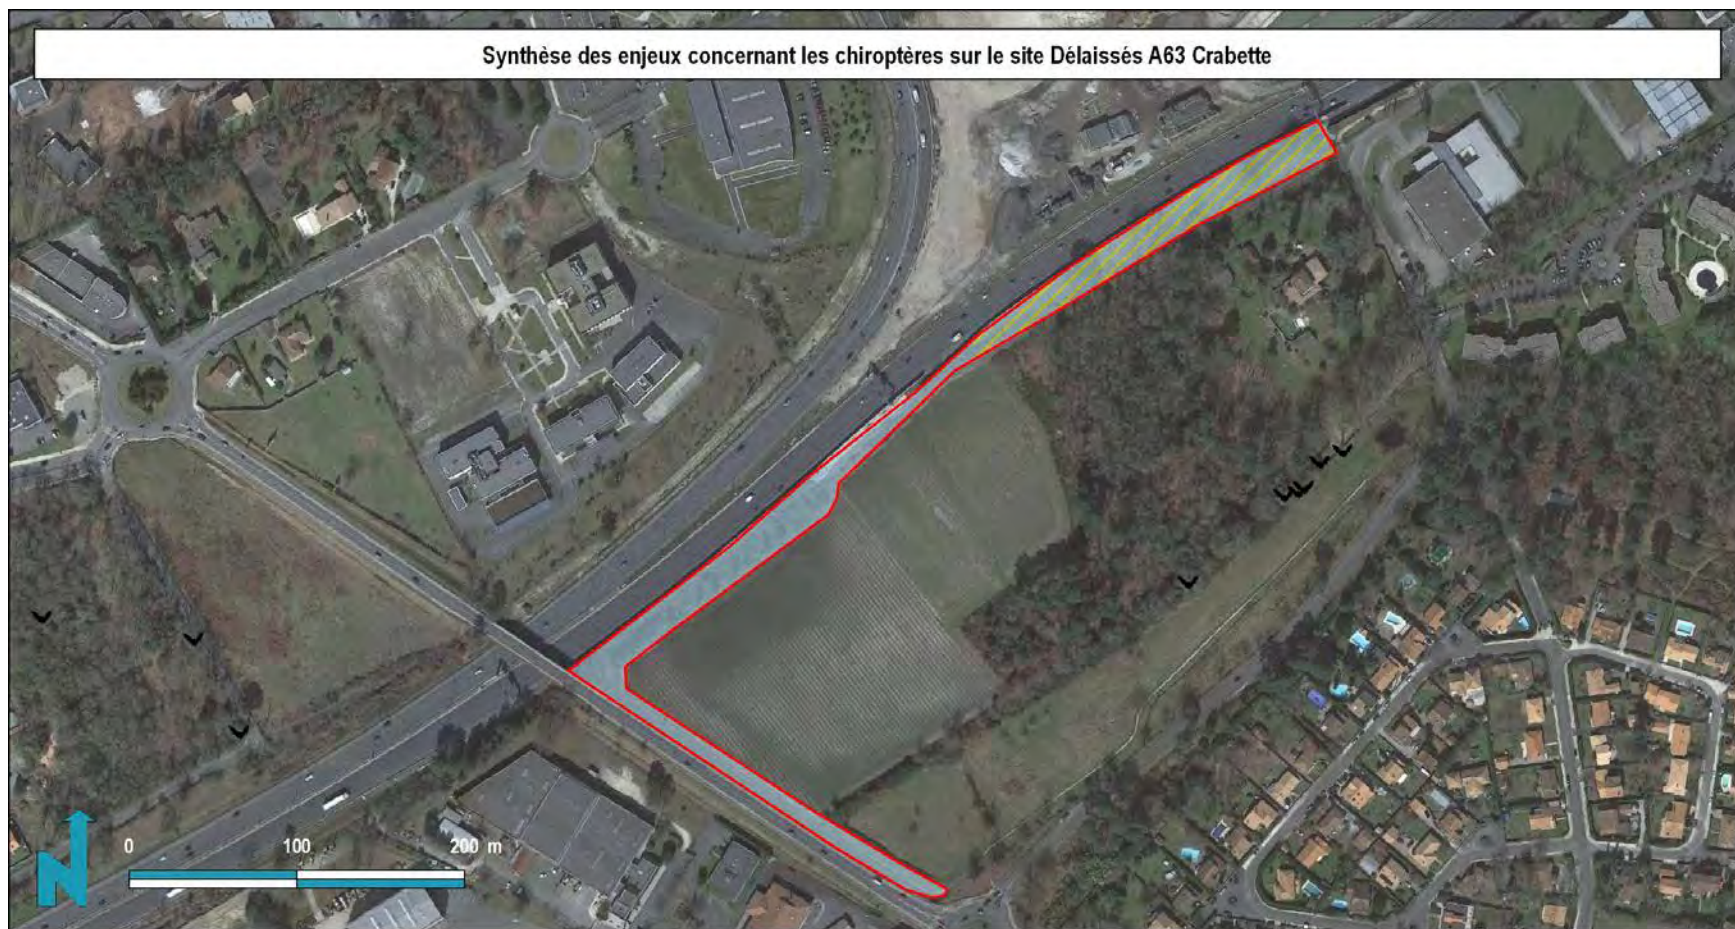 Synthèse des enjeux concernant les chiroptères sur le site Délaissés A63 Crabette
N
0 100 200 m